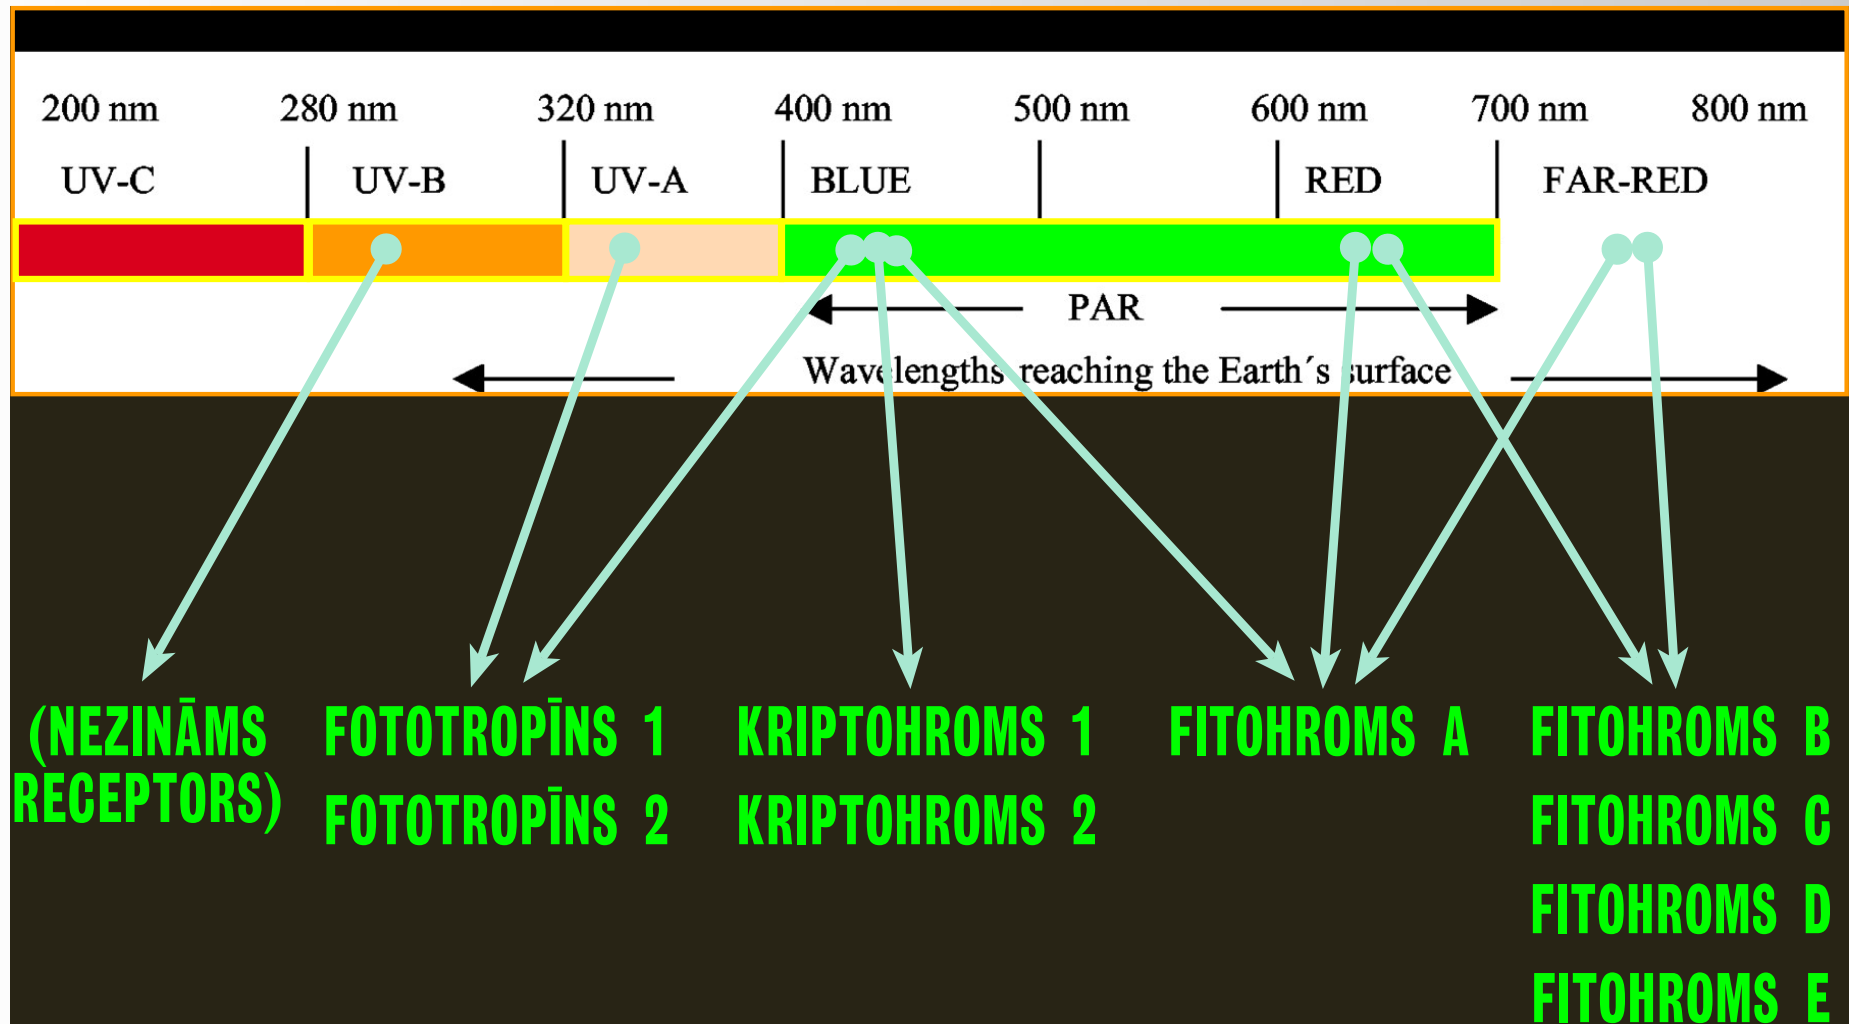 200 nm 280 nm 320 nm 400 nm 500 nm 600 nm 700 nm 800 nm
UV-C UV-B UV-A BLUE RED FAR-RED
PAR
Wavelengths reaching the Earth´s surface
(NEZINĀMS FOTOTROPĪNS 1 KRIPTOHROMS 1 FITOHROMS A FITOHROMS B
RECEPTORS) FOTOTROPĪNS 2 KRIPTOHROMS 2 FITOHROMS C
FITOHROMS D
FITOHROMS E